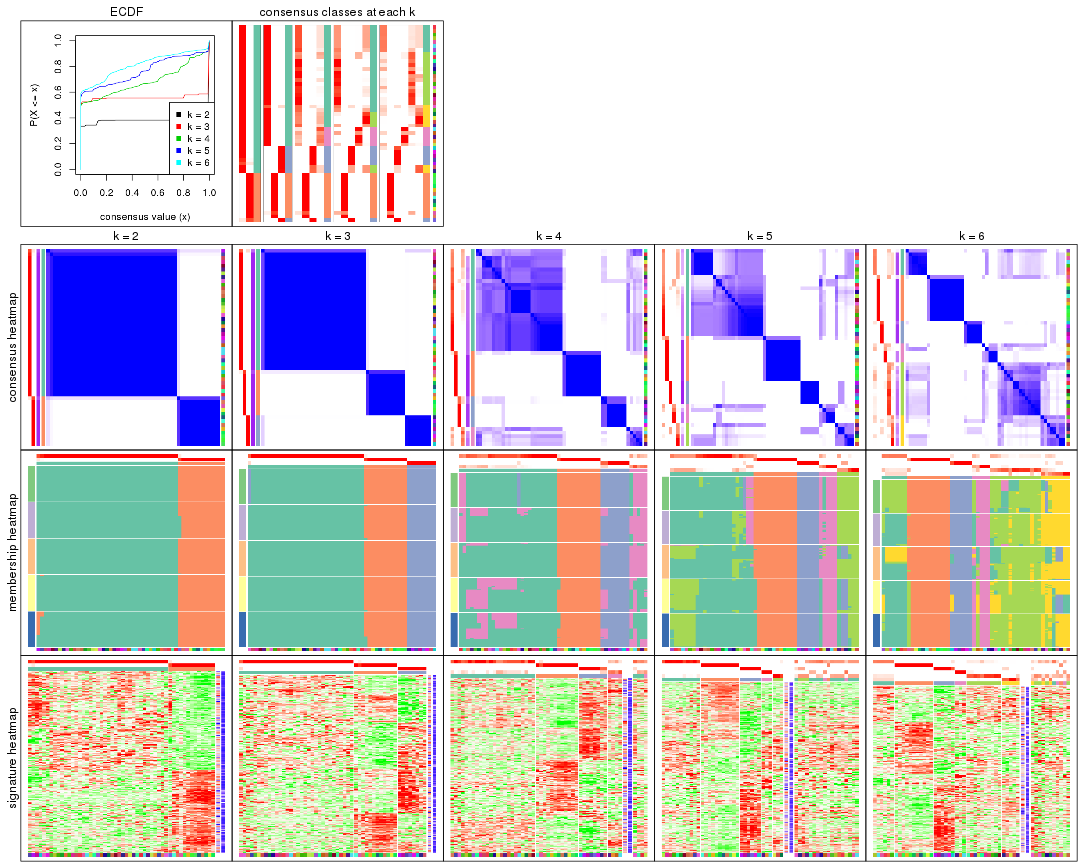 ECDF
consensus classes at each k
P(X <= x)
0.0 0.2 0.4 0.6 0.8 1.0
k = 2
k = 3
k = 4
k = 5
k = 6
0.0 0.2 0.4 0.6 0.8 1.0
consensus value (x)
k = 2
k = 3
k = 4
k = 5
k = 6
consensus heatmap
membership heatmap
signature heatmap